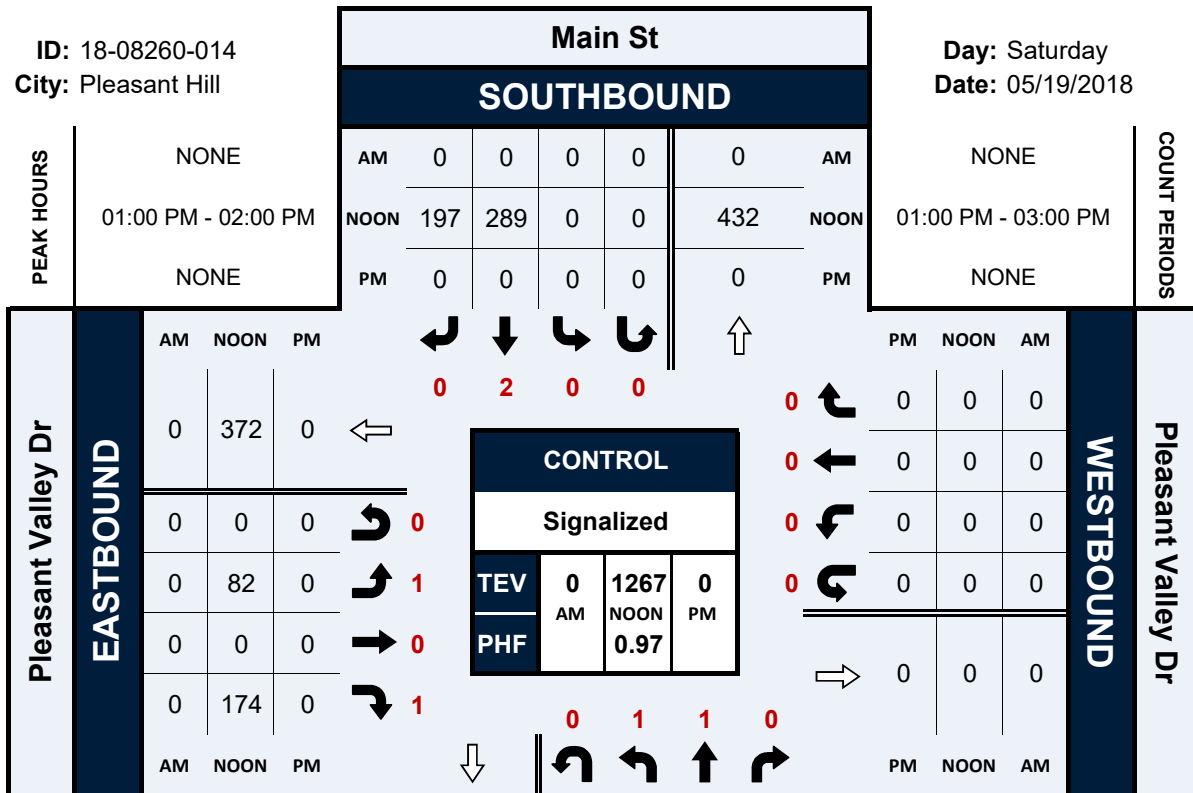 Main St
ID: 18-08260-014
Day: Saturday
City: Pleasant Hill
Date: 05/19/2018
SOUTHBOUND
PEAK HOURS
NONE
AM 0 0 0 0 0 AM
NONE
COUNT PERIODS
01:00 PM - 02:00 PM
NOON 197 289 0 0 432 NOON
01:00 PM - 03:00 PM
NONE
PM 0 0 0 0 0 PM
NONE
AM NOON PM
PM NOON AM
0 2 0 0
Pleasant Valley Dr
EASTBOUND
0 372 0
0 0 0 0
0 82 0 1
0 0 0 0
0 174 0 1
AM NOON PM
CONTROL
Signalized
TEV 0 1267 0
AM NOON PM
PHF 0.97
0 0 0 0
0 0 0 0
0 0 0 0
0 0 0 0
0 0 0
PM NOON AM
WESTBOUND
Pleasant Valley Dr
0 1 1 0